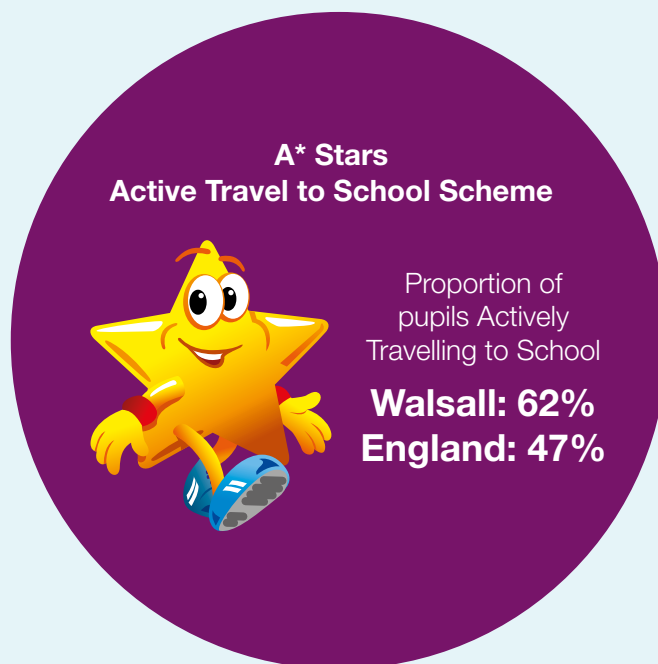 A* Stars
Active Travel to School Scheme
Proportion of
pupils Actively
Travelling to School
Walsall: 62%
England: 47%